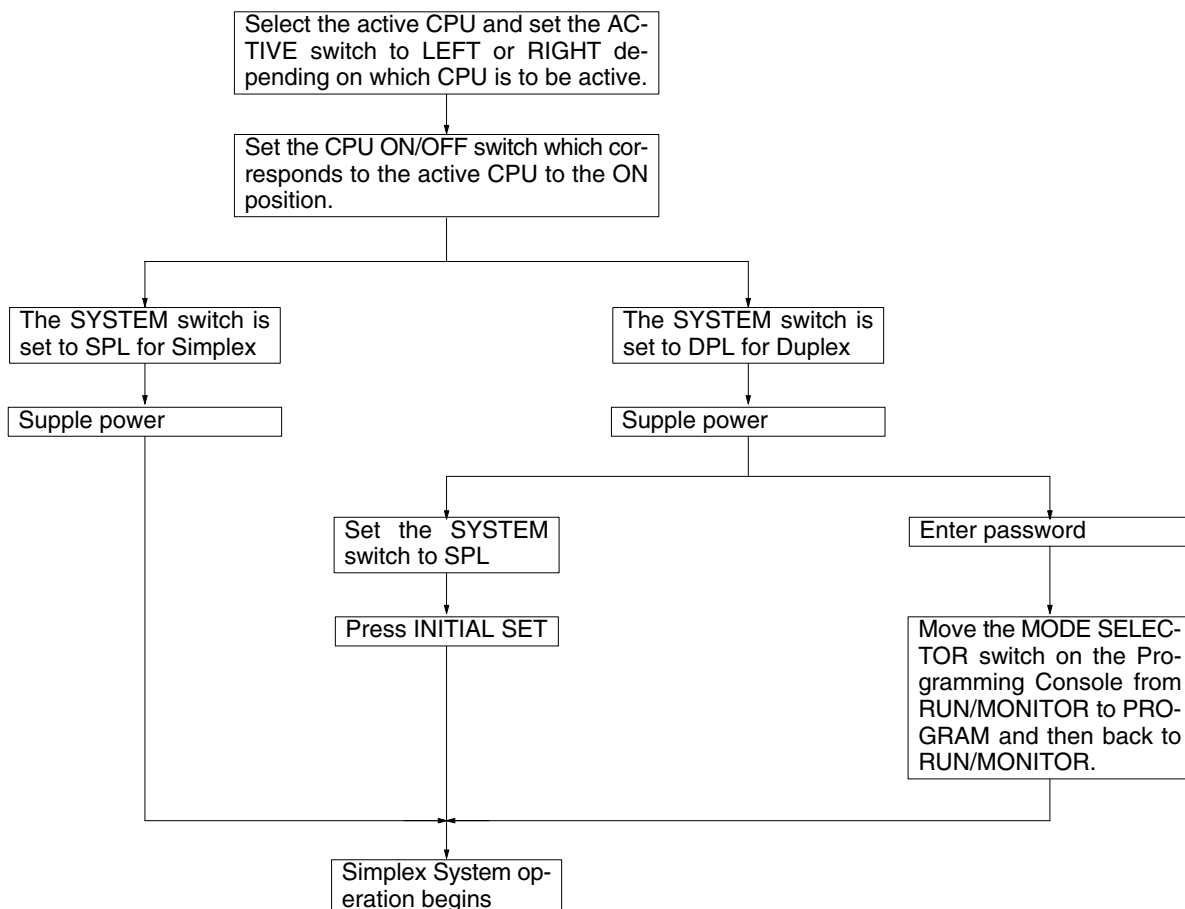 Select the active CPU and set the AC-
TIVE switch to LEFT or RIGHT de-
pending on which CPU is to be active.
Set the CPU ON/OFF switch which cor-
responds to the active CPU to the ON
position.
The SYSTEM switch is
set to SPL for Simplex
The SYSTEM switch is
set to DPL for Duplex
Supple power
Supple power
Set the SYSTEM
switch to SPL
Enter password
Press INITIAL SET
Move the MODE SELEC-
TOR switch on the Pro-
gramming Console from
RUN/MONITOR to PRO-
GRAM and then back to
RUN/MONITOR.
Simplex System op-
eration begins